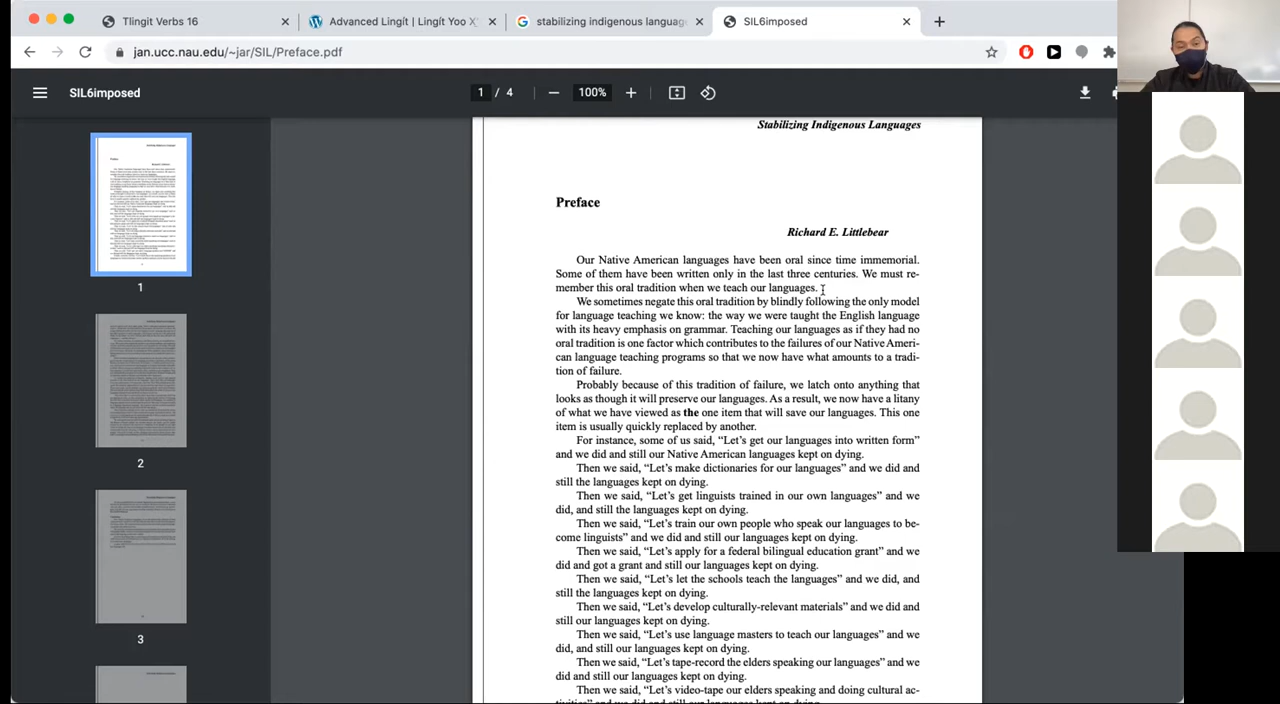 Tlingit Verbs 16
Advanced Lingít | Lingít Yoo X̱
stabilizing indigenous languag
SIL6imposed
jan.ucc.nau.edu/~jar/SIL/Preface.pdf
SIL6imposed
1 / 4
100%
Stabilizing Indigenous Languages
Preface
Richard E. Littlebear
Our Native American languages have been oral since time immemorial.
Some of them have been written only in the last three centuries. We must re-
member this oral tradition when we teach our languages.
We sometimes negate this oral tradition by blindly following the only model
for language teaching we know: the way we were taught the English language
with its heavy emphasis on grammar. Teaching our languages as if they had no
oral tradition is one factor which contributes to the failures of our Native Ameri-
can language teaching programs so that we now have what amounts to a tradi-
tion of failure.
Probably because of this tradition of failure, we latch onto anything that
looks as though it will preserve our languages. As a result, we now have a litany
of what we have viewed as the one item that will save our languages. This one
item is usually quickly replaced by another.
For instance, some of us said, “Let’s get our languages into written form”
and we did and still our Native American languages kept on dying.
Then we said, “Let’s make dictionaries for our languages” and we did and
still the languages kept on dying.
Then we said, “Let’s get linguists trained in our own languages” and we
did, and still the languages kept on dying.
Then we said, “Let’s train our own people who speak our languages to be-
come linguists” and we did and still our languages kept on dying.
Then we said, “Let’s apply for a federal bilingual education grant” and we
did and got a grant and still our languages kept on dying.
Then we said, “Let’s let the schools teach the languages” and we did, and
still the languages kept on dying.
Then we said, “Let’s develop culturally-relevant materials” and we did and
still our languages kept on dying.
Then we said, “Let’s use language masters to teach our languages” and we
did, and still our languages kept on dying.
Then we said, “Let’s tape-record the elders speaking our languages” and we
did and still our languages kept on dying.
Then we said, “Let’s video-tape our elders speaking and doing cultural ac-
tivities” and we did and still our languages kept on dying.
1
2
3